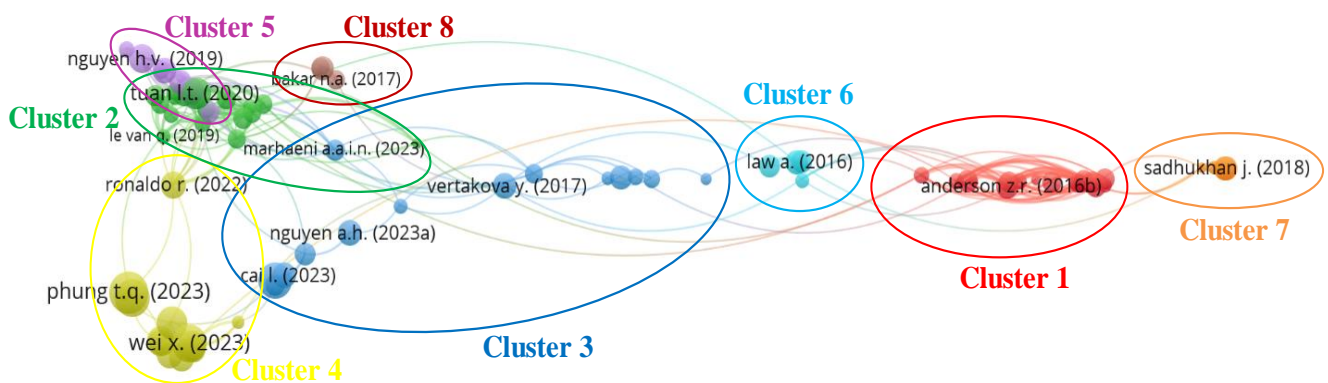 Cluster 5
Cluster 8
nguyen h.v. (2019)
bakar n.a. (2017)
tuan l.t. (2020)
Cluster 6
Cluster 2
le van q. (2019)
marhaeni a.a.i.n. (2023)
law a. (2016)
sadhukhan j. (2018)
ronaldo r. (2022)
vertakova y. (2017)
anderson z.r. (2016b)
nguyen a.h. (2023a)
Cluster 7
cai l. (2023)
Cluster 1
phung t.q. (2023)
wei x. (2023)
Cluster 3
Cluster 4